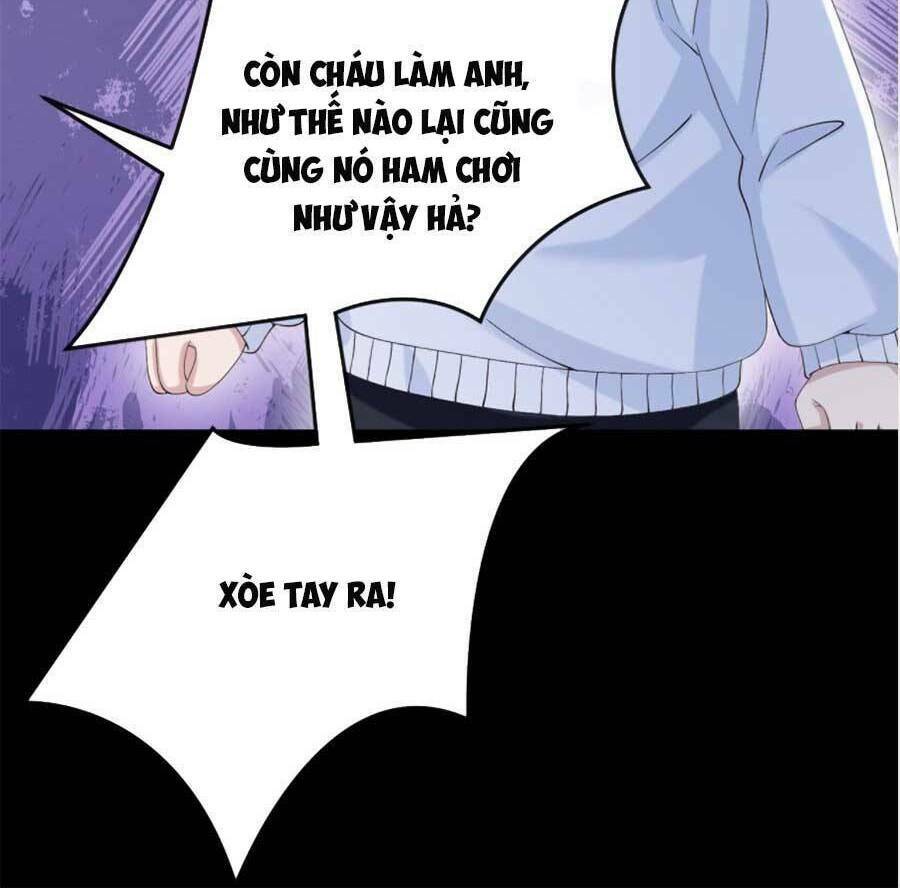 CÒN CHÁU LÀM ANH,
NHƯ THẾ NÀO LẠI CŨNG
CÙNG NÓ HAM CHƠI
NHƯ VẬY HẢ?
XÒE TAY RA!